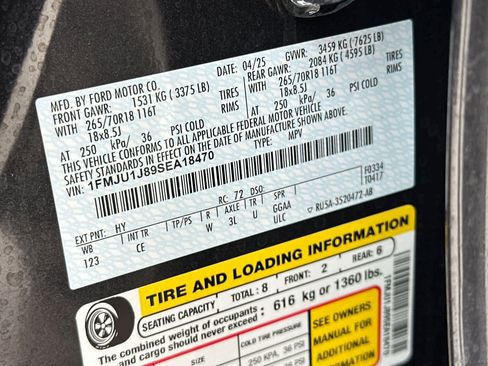 MFD. BY FORD MOTOR CO.
DATE: 04/25 GVWR: 3459 KG ( 7625 LB)
FRONT GAWR: 1531 KG ( 3375 LB) REAR GAWR: 2084 KG ( 4595 LB)
WITH 265/70R18 116T TIRES WITH 265/70R18 116T TIRES
18x8.5J RIMS 18x8.5J RIMS
AT 250 kPa/ 36 PSI COLD AT 250 kPa/ 36 PSI COLD
THIS VEHICLE CONFORMS TO ALL APPLICABLE FEDERAL MOTOR VEHICLE
SAFETY STANDARDS IN EFFECT ON THE DATE OF MANUFACTURE SHOWN ABOVE.
VIN: 1FMJU1J89SEA18470 TYPE: MPV
F0334
T0417
EXT PNT: HY RC: 72 DSO:
WB INT TR TP/PS R AXLE TR SPR
123 CE W 3L U GGAA
ULC RU5A-3520472-AB
TIRE AND LOADING INFORMATION
SEATING CAPACITY TOTAL: 8 FRONT: 2 REAR: 6
The combined weight of occupants
and cargo should never exceed: 616 kg or 1360 lbs.
SIZE COLD TIRE PRESSURE
250 KPA, 36 PSI
SEE OWNERS
MANUAL FOR
ADDITIONAL
INFORMATION
1FMJU1J89SEA18470